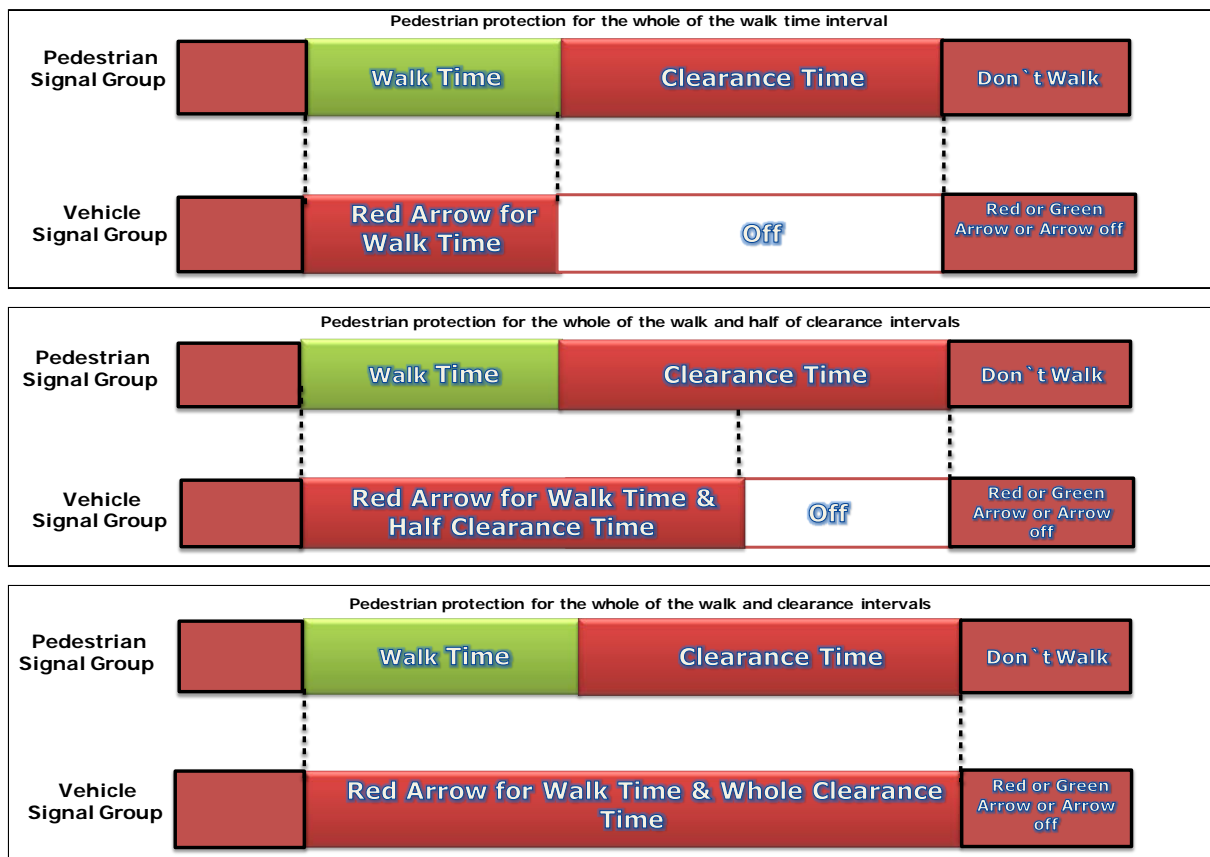 Pedestrian protection for the whole of the walk time interval
Pedestrian
Signal Group
Walk Time
Clearance Time
Don`t Walk
Vehicle
Signal Group
Red Arrow for
Walk Time
Off
Red or Green
Arrow or Arrow off
Pedestrian protection for the whole of the walk and half of clearance intervals
Pedestrian
Signal Group
Walk Time
Clearance Time
Don`t Walk
Vehicle
Signal Group
Red Arrow for Walk Time &
Half Clearance Time
Off
Red or Green
Arrow or Arrow
off
Pedestrian protection for the whole of the walk and clearance intervals
Pedestrian
Signal Group
Walk Time
Clearance Time
Don`t Walk
Vehicle
Signal Group
Red Arrow for Walk Time & Whole Clearance
Time
Red or Green
Arrow or Arrow
off